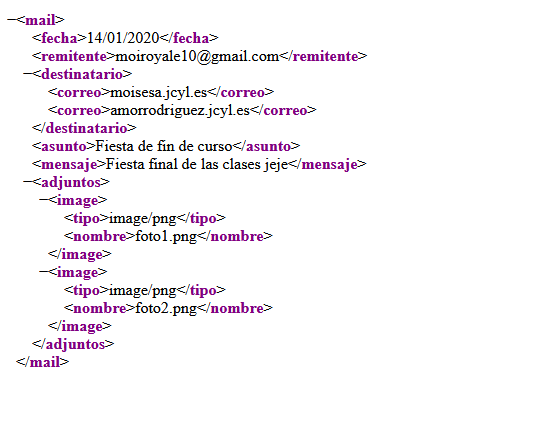 −<mail>
<fecha>14/01/2020</fecha>
<remitente>moiroyale10@gmail.com</remitente>
−<destinatario>
<correo>moisesa.jcyl.es</correo>
<correo>amorrodriguez.jcyl.es</correo>
</destinatario>
<asunto>Fiesta de fin de curso</asunto>
<mensaje>Fiesta final de las clases jeje</mensaje>
−<adjuntos>
−<image>
<tipo>image/png</tipo>
<nombre>foto1.png</nombre>
</image>
−<image>
<tipo>image/png</tipo>
<nombre>foto2.png</nombre>
</image>
</adjuntos>
</mail>